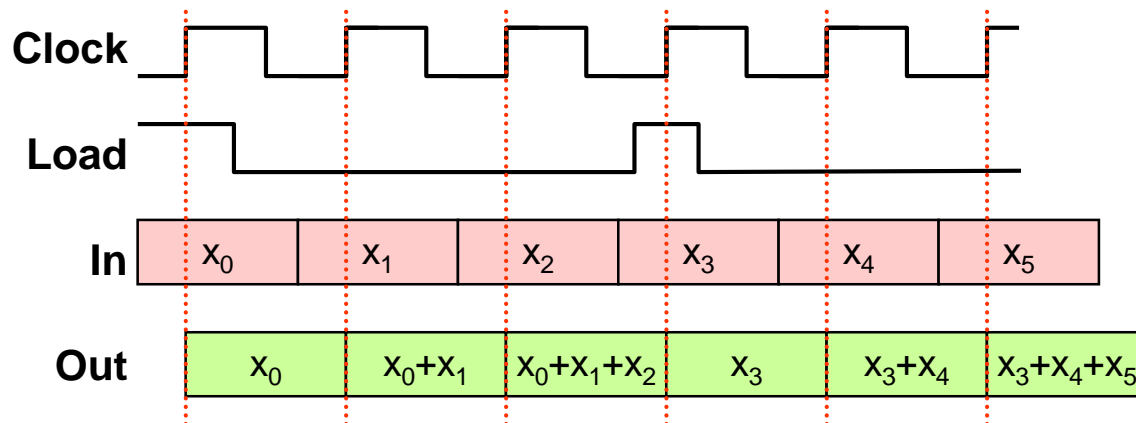 Clock
Load
In x₀ x₁ x₂ x₃ x₄ x₅
Out x₀ x₀+x₁ x₀+x₁+x₂ x₃ x₃+x₄ x₃+x₄+x₅